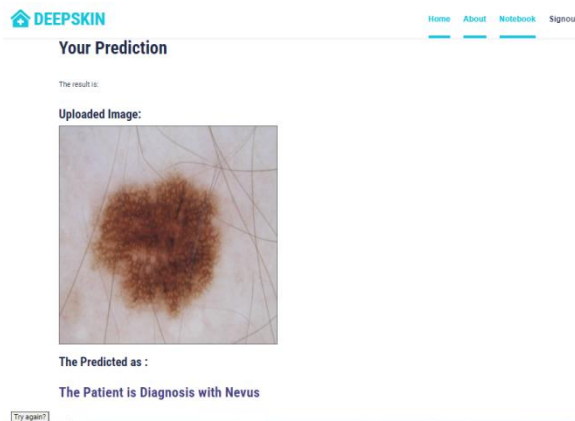 DEEPSKIN
Home About Notebook Signou
Your Prediction
The result is:
Uploaded Image:
The Predicted as :
The Patient is Diagnosis with Nevus
Try again?